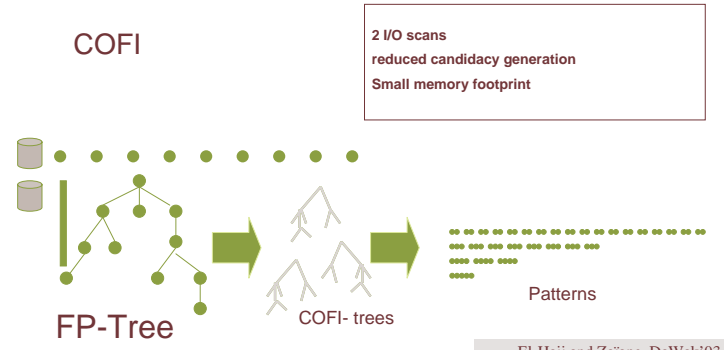 COFI
2 I/O scans
reduced candidacy generation
Small memory footprint
FP-Tree
COFI- trees
Patterns